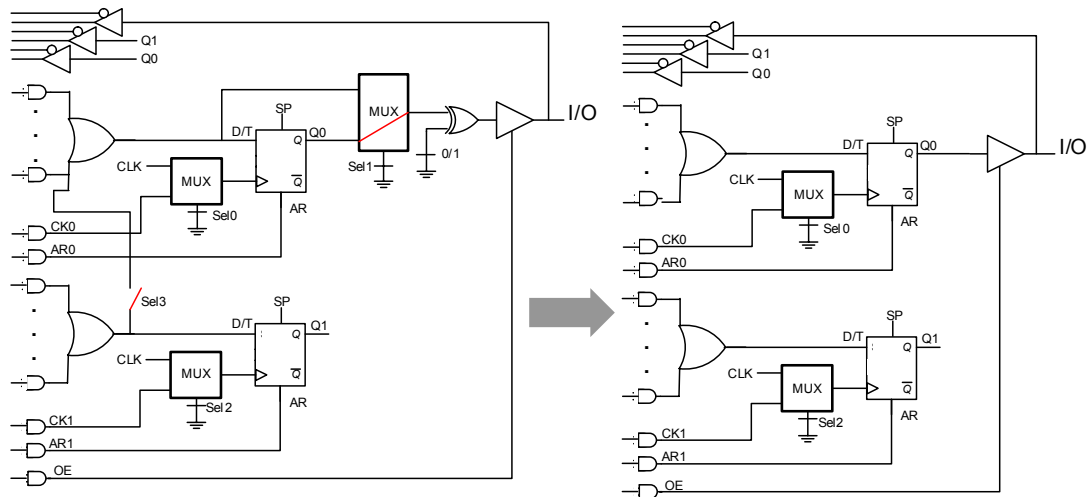 Q1
Q0
MUX
I/O
SP
D/T
Q
Q0
Q
CLK
MUX
Sel1
0/1
Sel0
AR
CK0
AR0
Sel3
SP
D/T
Q
Q1
Q
CLK
MUX
Sel2
AR
CK1
AR1
OE
Q1
Q0
SP
D/T
Q
Q0
I/O
Q
CLK
MUX
Sel0
AR
CK0
AR0
SP
D/T
Q
Q1
Q
CLK
MUX
Sel2
AR
CK1
AR1
OE